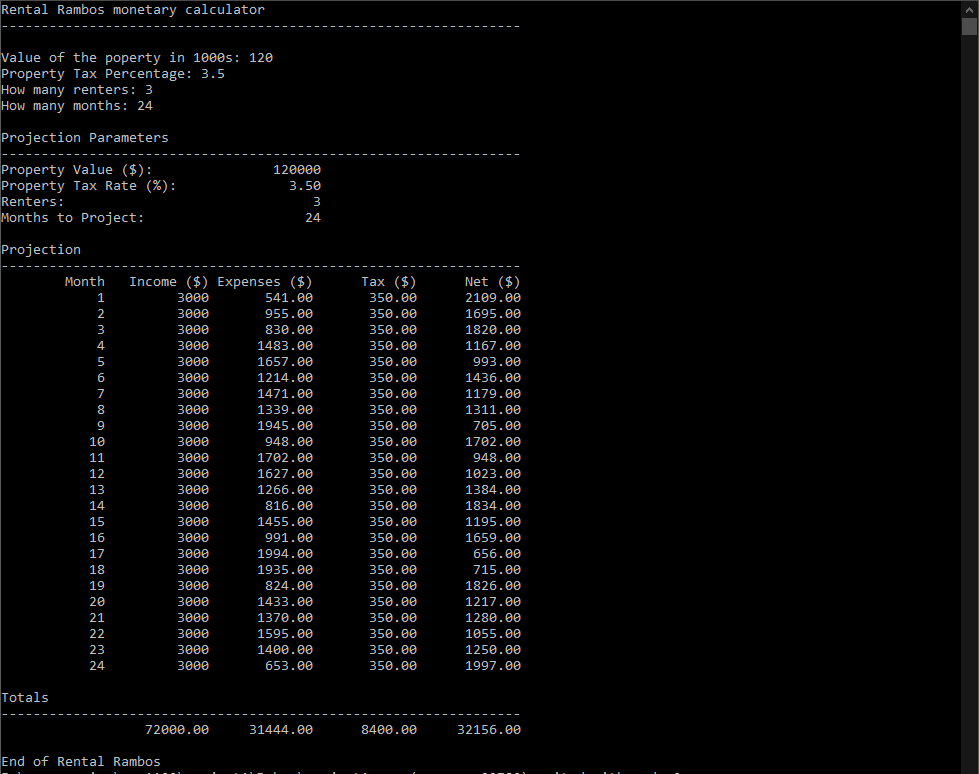 Rental Rambos monetary calculator
-----------------------------------------------------------------
Value of the poperty in 1000s: 120
Property Tax Percentage: 3.5
How many renters: 3
How many months: 24
Projection Parameters
-----------------------------------------------------------------
Property Value ($): 120000
Property Tax Rate (%): 3.50
Renters: 3
Months to Project: 24
Projection
-----------------------------------------------------------------
Month Income ($) Expenses ($) Tax ($) Net ($)
1 3000 541.00 350.00 2109.00
2 3000 955.00 350.00 1695.00
3 3000 830.00 350.00 1820.00
4 3000 1483.00 350.00 1167.00
5 3000 1657.00 350.00 993.00
6 3000 1214.00 350.00 1436.00
7 3000 1471.00 350.00 1179.00
8 3000 1339.00 350.00 1311.00
9 3000 1945.00 350.00 705.00
10 3000 948.00 350.00 1702.00
11 3000 1702.00 350.00 948.00
12 3000 1627.00 350.00 1023.00
13 3000 1266.00 350.00 1384.00
14 3000 816.00 350.00 1834.00
15 3000 1455.00 350.00 1195.00
16 3000 991.00 350.00 1659.00
17 3000 1994.00 350.00 656.00
18 3000 1935.00 350.00 715.00
19 3000 824.00 350.00 1826.00
20 3000 1433.00 350.00 1217.00
21 3000 1370.00 350.00 1280.00
22 3000 1595.00 350.00 1055.00
23 3000 1400.00 350.00 1250.00
24 3000 653.00 350.00 1997.00
Totals
-----------------------------------------------------------------
72000.00 31444.00 8400.00 32156.00
End of Rental Rambos